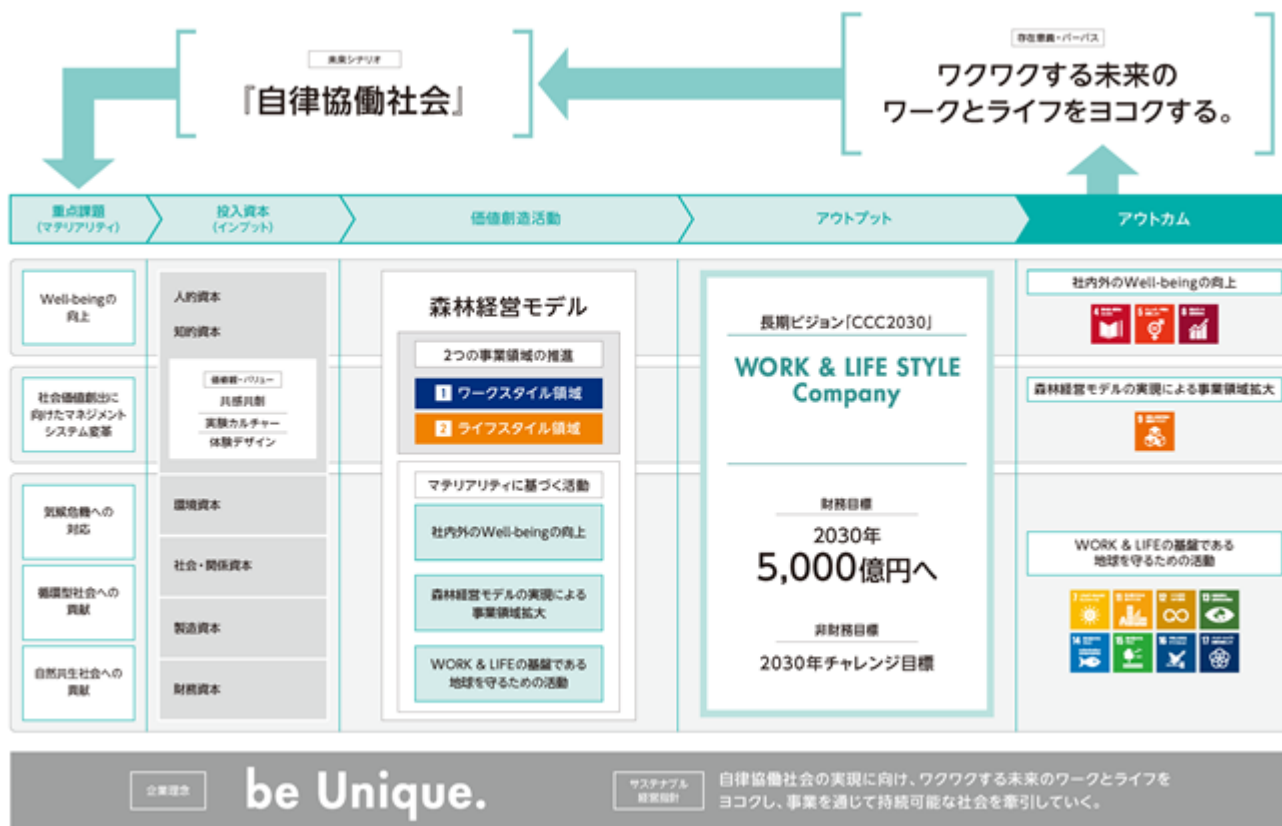 未来シナリオ
『自律協働社会』
存在意義・パーパス
ワクワクする未来の
ワークとライフをヨコクする。
重点課題
(マテリアリティ)
投入資本
(インプット)
価値創造活動
アウトプット
アウトカム
Well-beingの
向上
社会価値創出に
向けたマネジメント
システム変革
気候危機への
対応
循環型社会への
貢献
自然共生社会への
貢献
人的資本
知的資本
価値観・バリュー
共感共創
実験カルチャー
体験デザイン
環境資本
社会・関係資本
製造資本
財務資本
森林経営モデル
2つの事業領域の推進
1 ワークスタイル領域
2 ライフスタイル領域
マテリアリティに基づく活動
社内外のWell-beingの向上
森林経営モデルの実現による
事業領域拡大
WORK & LIFEの基盤である
地球を守るための活動
長期ビジョン「CCC2030」
WORK & LIFE STYLE
Company
財務目標
2030年
5,000億円へ
非財務目標
2030年チャレンジ目標
社内外のWell-beingの向上
4
5
8
森林経営モデルの実現による事業領域拡大
9
WORK & LIFEの基盤である
地球を守るための活動
7
11
12
13
14
15
16
17
企業理念
be Unique.
サステナブル
経営指針
自律協働社会の実現に向け、ワクワクする未来のワークとライフを
ヨコクし、事業を通じて持続可能な社会を牽引していく。